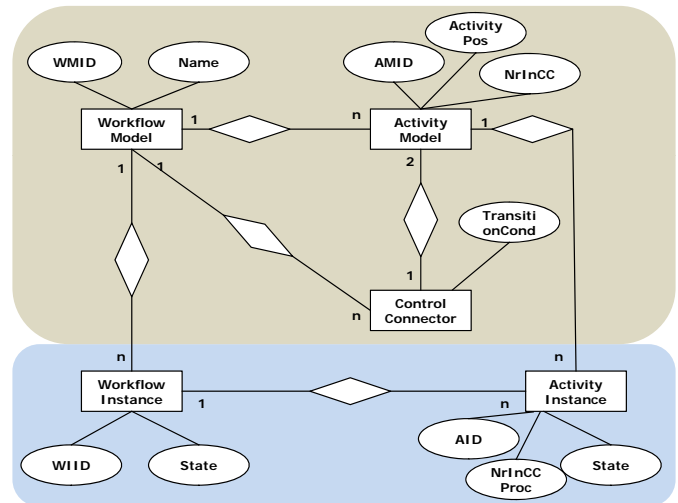 Activity
Pos
WMID
Name
AMID
NrInCC
Workflow
Model
1
n
Activity
Model
1
1
1
2
Transiti
onCond
1
n
Control
Connector
n
n
Workflow
Instance
1
n
Activity
Instance
AID
WIID
State
NrInCC
Proc
State